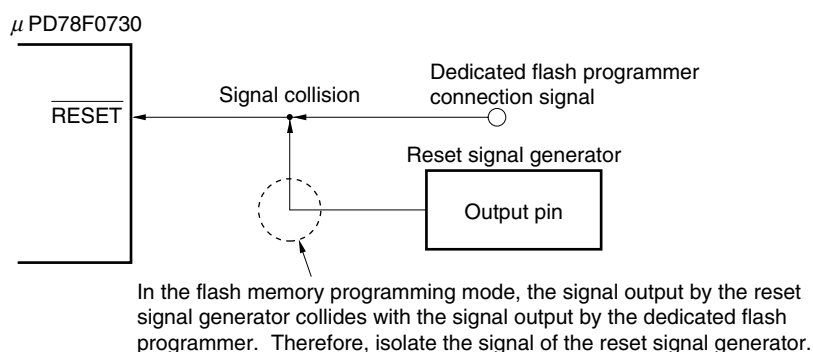 μ PD78F0730
Dedicated flash programmer
connection signal
Signal collision
RESET
Reset signal generator
Output pin
In the flash memory programming mode, the signal output by the reset
signal generator collides with the signal output by the dedicated flash
programmer.  Therefore, isolate the signal of the reset signal generator.